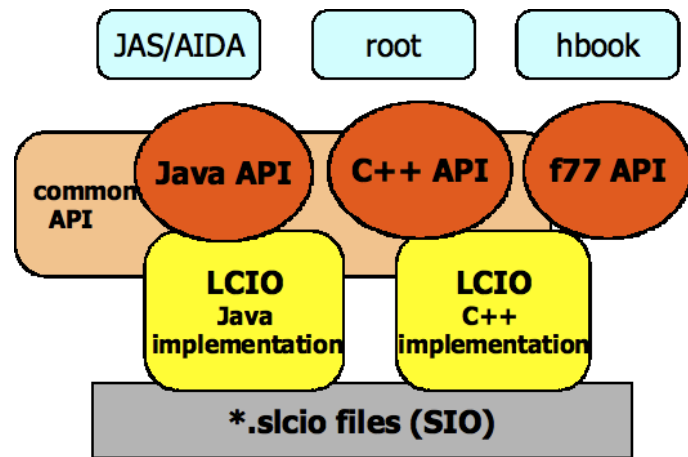 JAS/AIDA
root
hbook
Java API
C++ API
f77 API
common
API
LCIO
Java
implementation
LCIO
C++
implementation
*.slcio files (SIO)